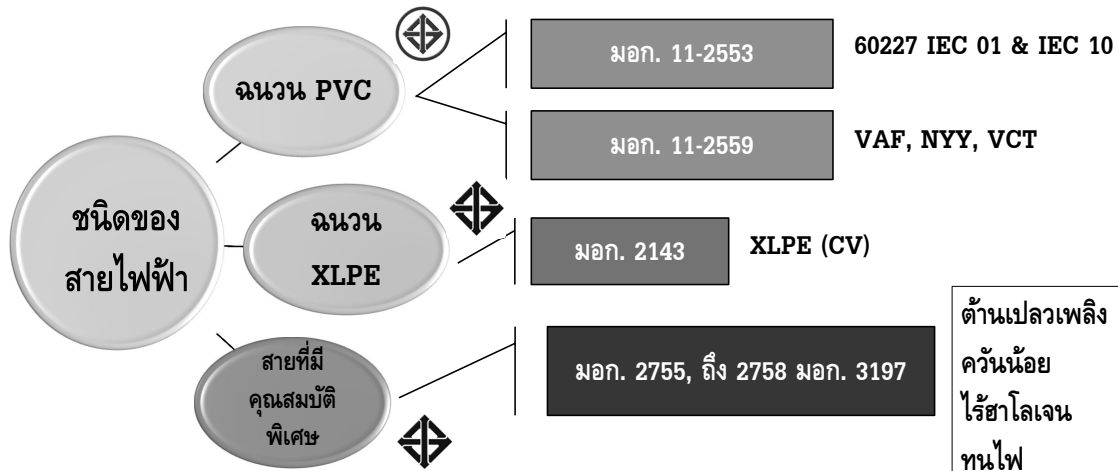 ชนิดของ
สายไฟฟ้า
ฉนวน PVC
มอก. 11-2553
60227 IEC 01 & IEC 10
มอก. 11-2559
VAF, NYY, VCT
ฉนวน
XLPE
มอก. 2143
XLPE (CV)
สายที่มี
คุณสมบัติ
พิเศษ
มอก. 2755, ถึง 2758 มอก. 3197
ต้านเปลวเพลิง
ควันน้อย
ไร้ฮาโลเจน
ทนไฟ